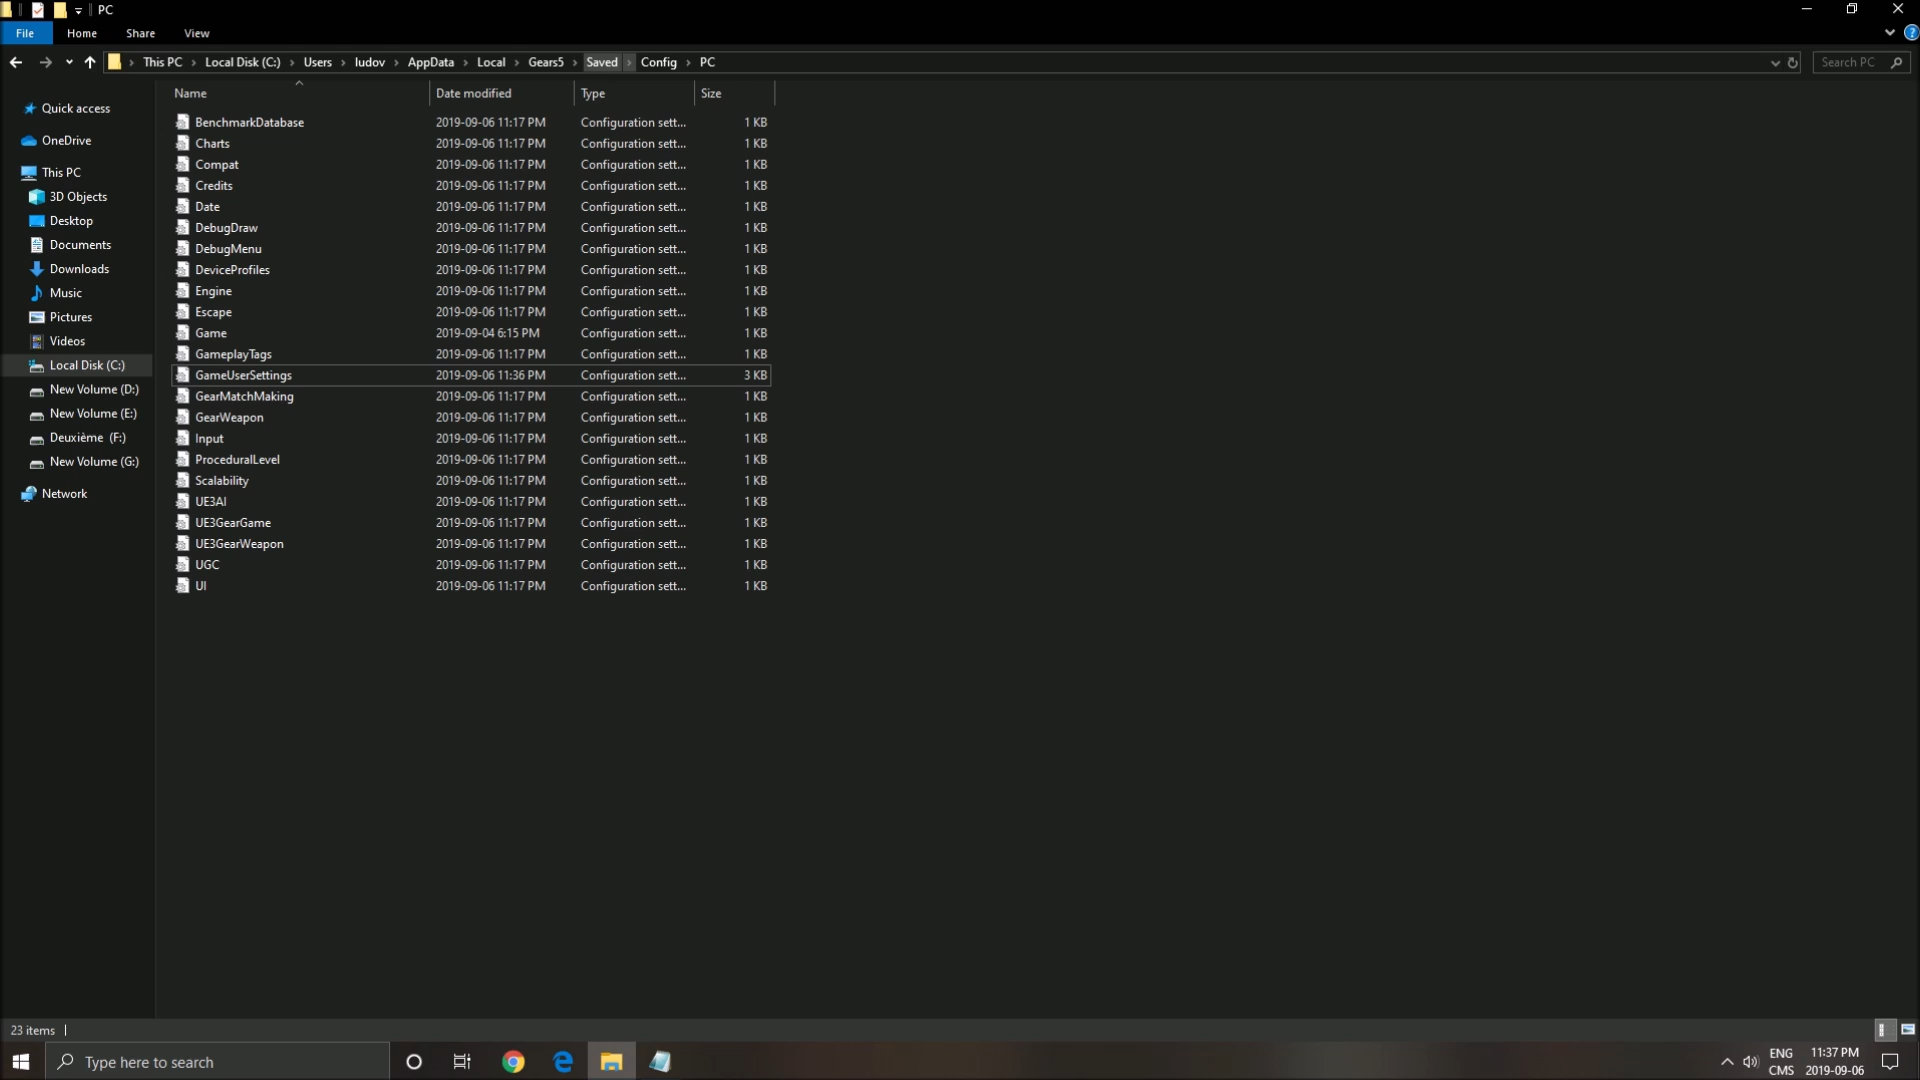 PC
File Home Share View
This PC Local Disk (C:) Users ludov AppData Local Gears5 Saved Config PC Search PC
Name Date modified Type Size
Quick access
OneDrive
This PC
3D Objects
Desktop
Documents
Downloads
Music
Pictures
Videos
Local Disk (C:)
New Volume (D:)
New Volume (E:)
Deuxième (F:)
New Volume (G:)
Network
BenchmarkDatabase 2019-09-06 11:17 PM Configuration sett... 1 KB
Charts 2019-09-06 11:17 PM Configuration sett... 1 KB
Compat 2019-09-06 11:17 PM Configuration sett... 1 KB
Credits 2019-09-06 11:17 PM Configuration sett... 1 KB
Date 2019-09-06 11:17 PM Configuration sett... 1 KB
DebugDraw 2019-09-06 11:17 PM Configuration sett... 1 KB
DebugMenu 2019-09-06 11:17 PM Configuration sett... 1 KB
DeviceProfiles 2019-09-06 11:17 PM Configuration sett... 1 KB
Engine 2019-09-06 11:17 PM Configuration sett... 1 KB
Escape 2019-09-06 11:17 PM Configuration sett... 1 KB
Game 2019-09-04 6:15 PM Configuration sett... 1 KB
GameplayTags 2019-09-06 11:17 PM Configuration sett... 1 KB
GameUserSettings 2019-09-06 11:36 PM Configuration sett... 3 KB
GearMatchMaking 2019-09-06 11:17 PM Configuration sett... 1 KB
GearWeapon 2019-09-06 11:17 PM Configuration sett... 1 KB
Input 2019-09-06 11:17 PM Configuration sett... 1 KB
ProceduralLevel 2019-09-06 11:17 PM Configuration sett... 1 KB
Scalability 2019-09-06 11:17 PM Configuration sett... 1 KB
UE3AI 2019-09-06 11:17 PM Configuration sett... 1 KB
UE3GearGame 2019-09-06 11:17 PM Configuration sett... 1 KB
UE3GearWeapon 2019-09-06 11:17 PM Configuration sett... 1 KB
UGC 2019-09-06 11:17 PM Configuration sett... 1 KB
UI 2019-09-06 11:17 PM Configuration sett... 1 KB
23 items
Type here to search
ENG 11:37 PM
CMS 2019-09-06